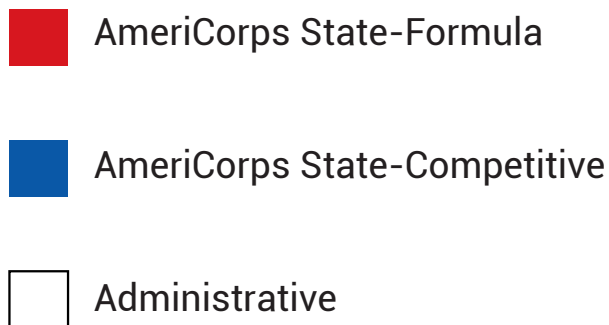 AmeriCorps State-Formula
AmeriCorps State-Competitive
Administrative